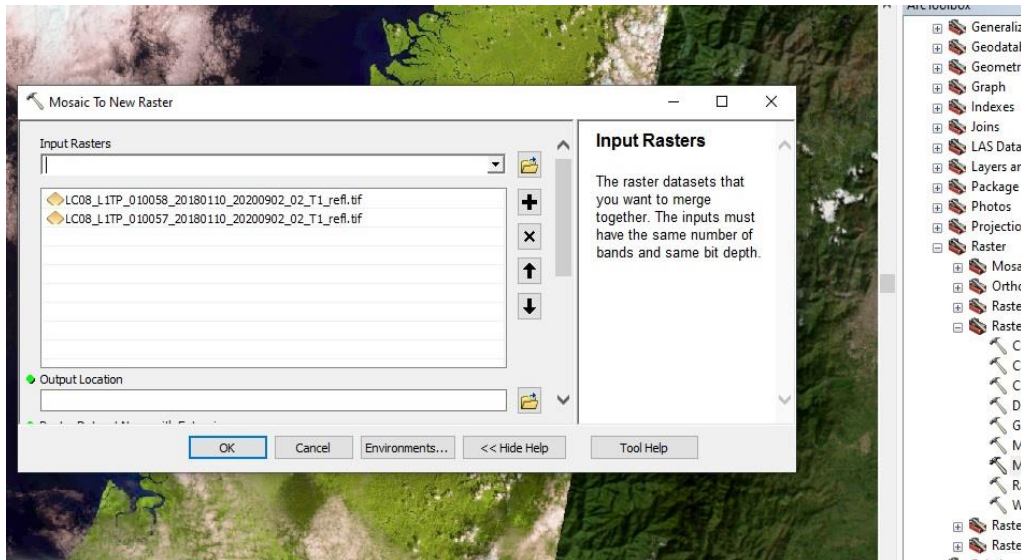 Mosaic To New Raster
Input Rasters
LC08_L1TP_010058_20180110_20200902_02_T1_refl.tif
LC08_L1TP_010057_20180110_20200902_02_T1_refl.tif
Output Location
OK
Cancel
Environments...
<< Hide Help
Tool Help
Input Rasters
The raster datasets that
you want to merge
together. The inputs must
have the same number of
bands and same bit depth.
ArcToolbox
Generaliz
Geodatal
Geometr
Graph
Indexes
Joins
LAS Data
Layers ar
Package
Photos
Projectio
Raster
Mosa
Ortho
Raste
Raste
C
C
C
D
G
M
M
R
W
Raste
Raste